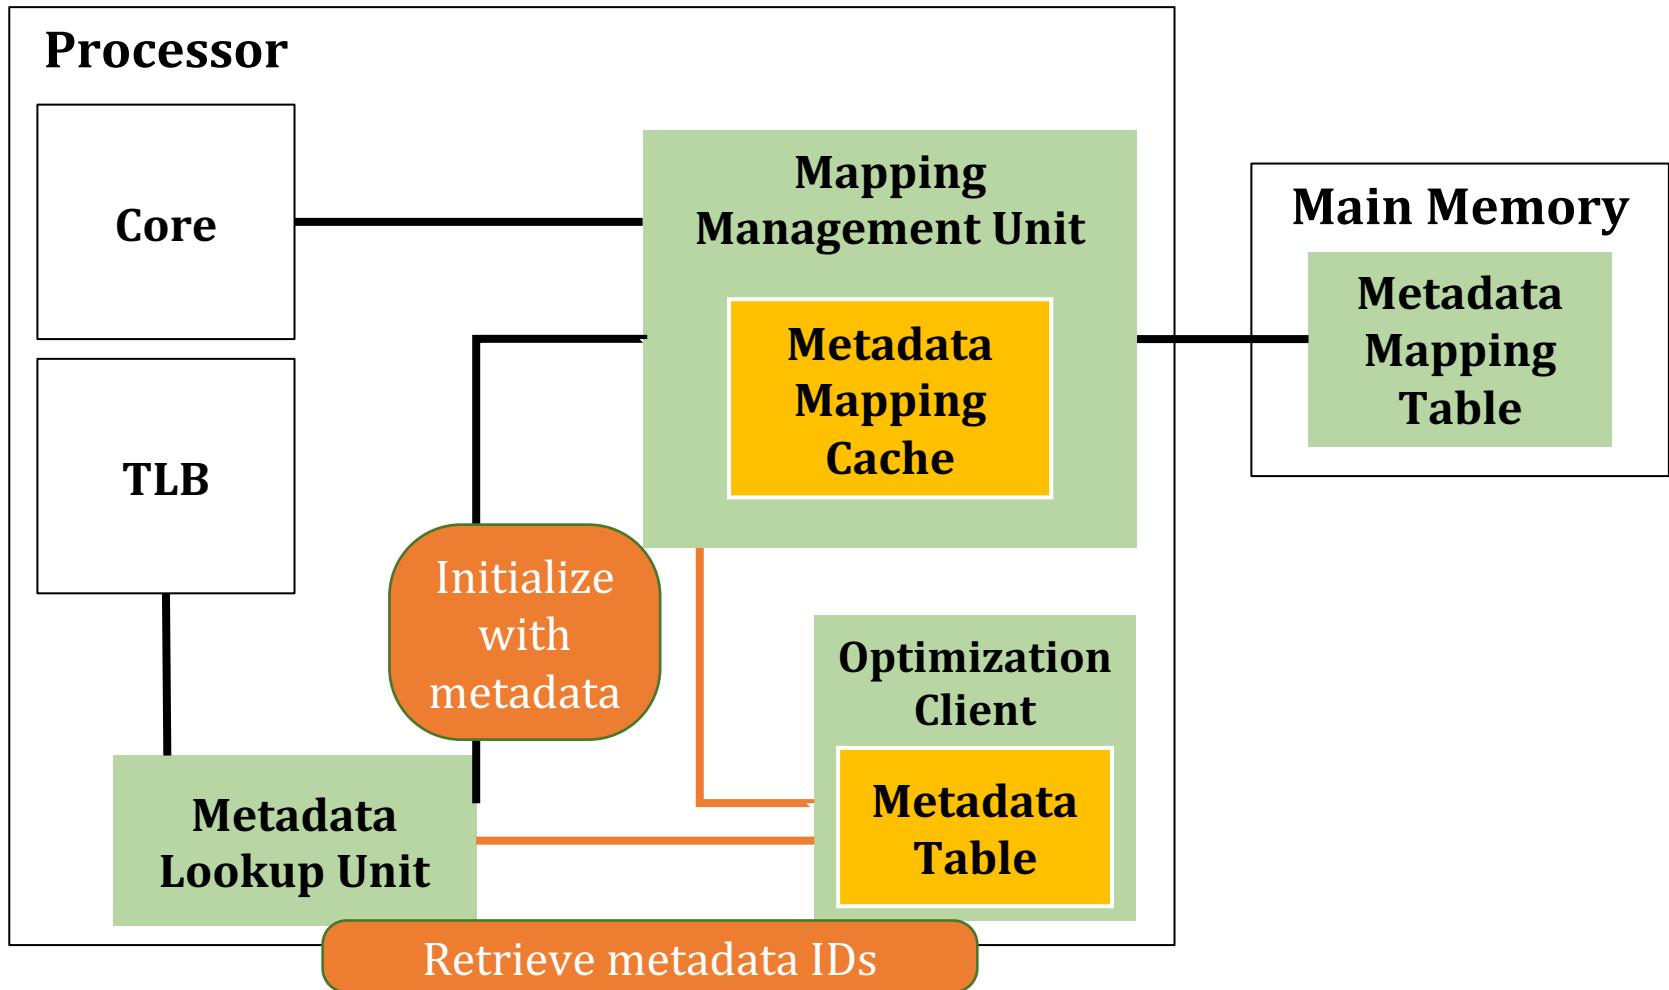 Processor
Core
Mapping
Management Unit
Metadata
Mapping
Cache
Main Memory
Metadata
Mapping
Table
TLB
Initialize
with
metadata
Optimization
Client
Metadata
Table
Metadata
Lookup Unit
Retrieve metadata IDs